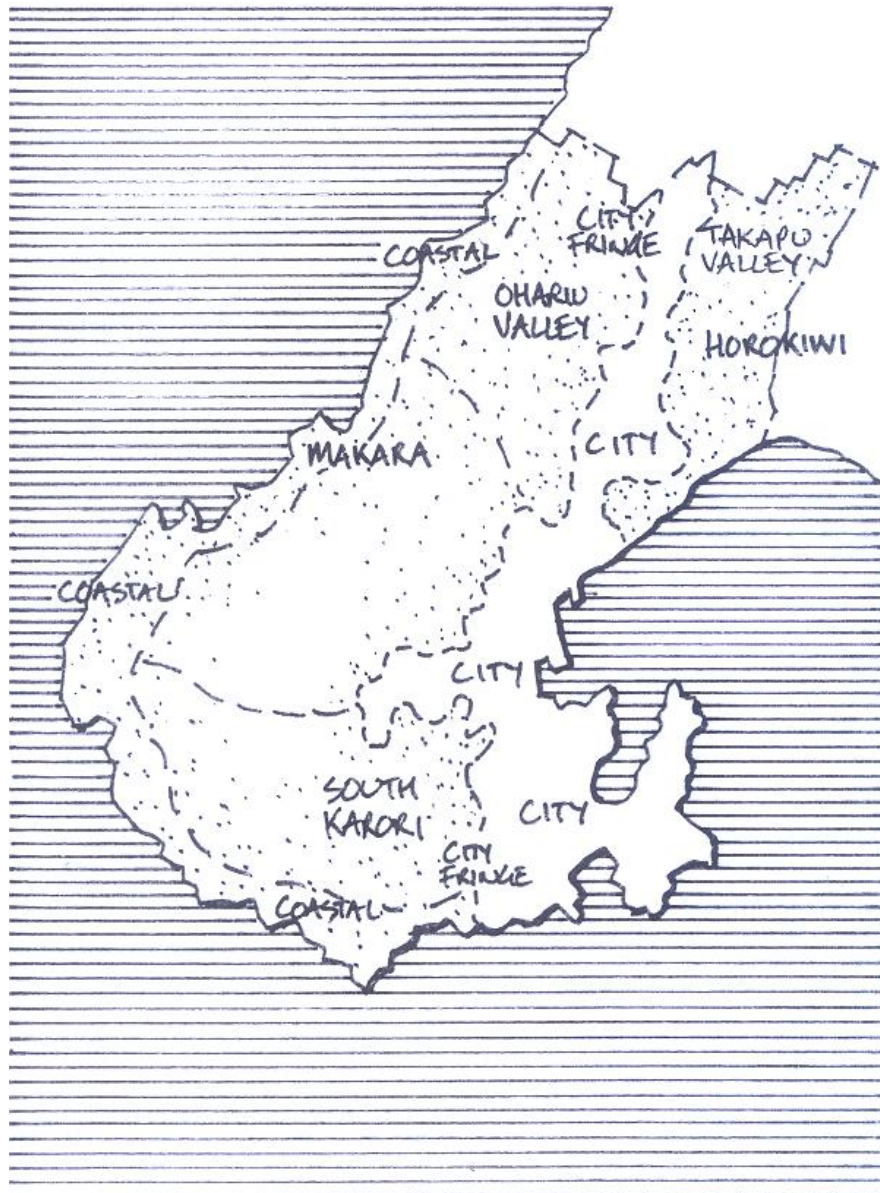 CITY
FRINGE
TAKAPU
VALLEY
COASTAL
OHARIU
VALLEY
HOROKIWI
CITY
MAKARA
COASTAL
CITY
SOUTH
KARORI
CITY
CITY
FRINGE
COASTAL